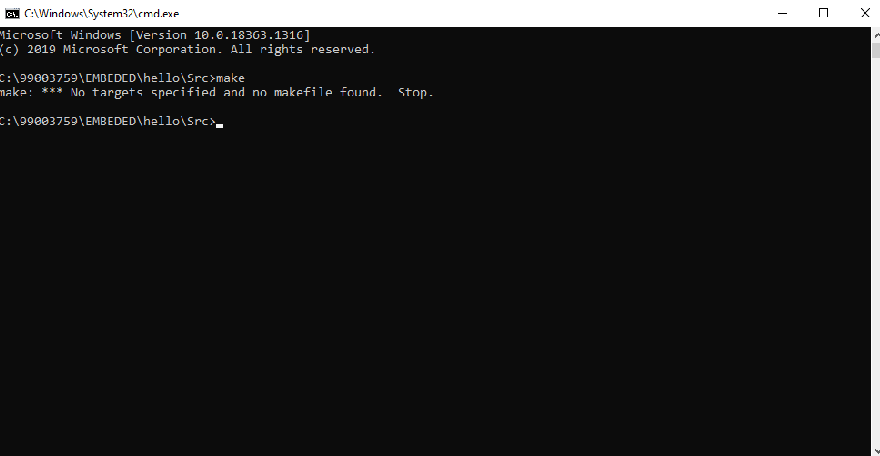 C:\Windows\System32\cmd.exe
Microsoft Windows [Version 10.0.18363.1316]
(c) 2019 Microsoft Corporation. All rights reserved.
C:\99003759\EMBEDED\hello\Src>make
make: *** No targets specified and no makefile found.  Stop.
C:\99003759\EMBEDED\hello\Src>